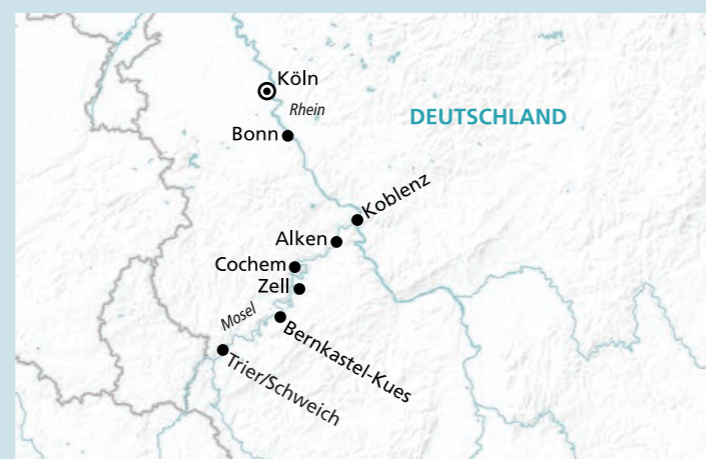 Köln
Rhein
DEUTSCHLAND
Bonn
Koblenz
Alken
Cochem
Zell
Mosel
Bernkastel-Kues
Trier/Schweich